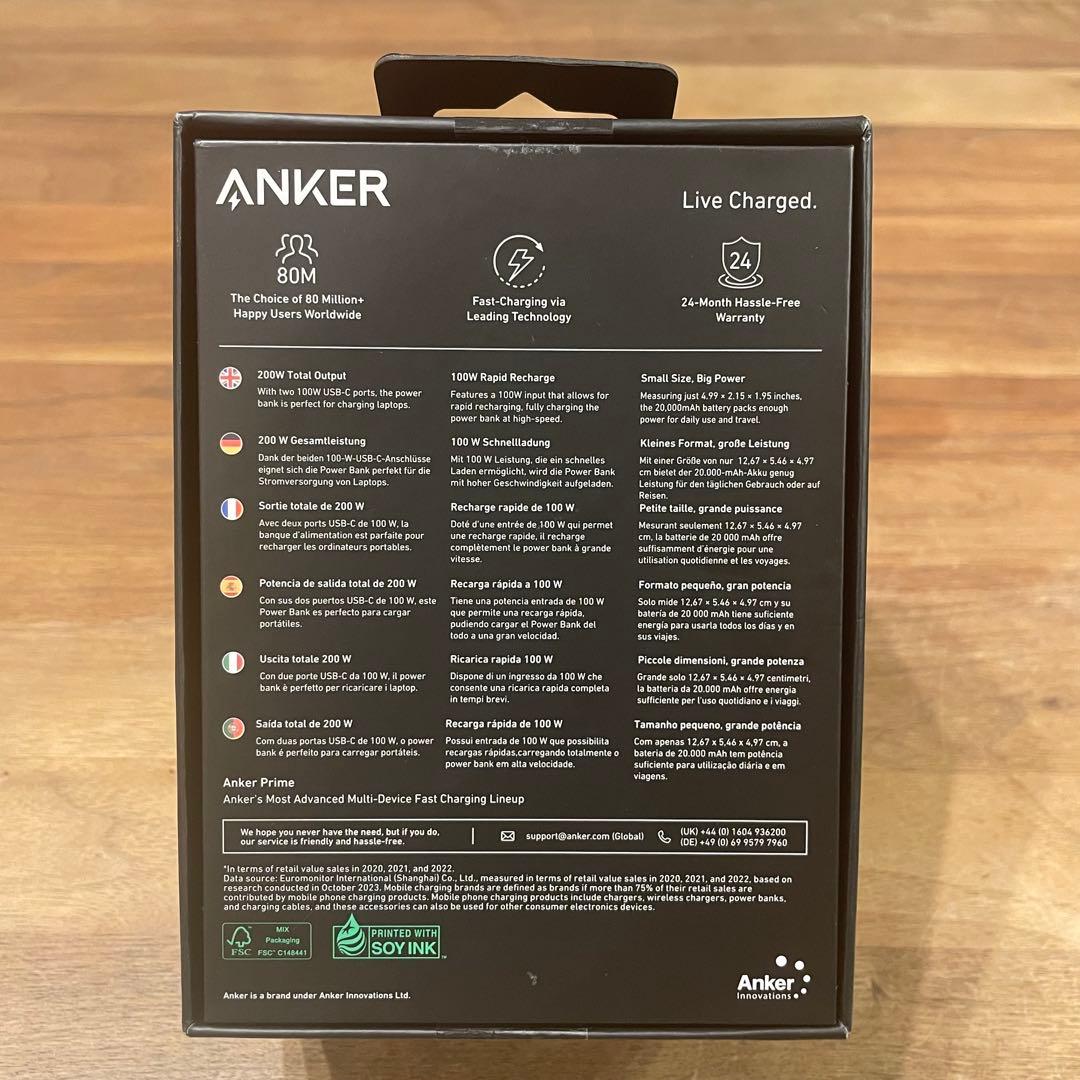 ANKER
Live Charged.
80M
The Choice of 80 Million+
Happy Users Worldwide
Fast-Charging via
Leading Technology
24
24-Month Hassle-Free
Warranty
200W Total Output
With two 100W USB-C ports, the power
bank is perfect for charging laptops.
100W Rapid Recharge
Features a 100W input that allows for
rapid recharging, fully charging the
power bank at high-speed.
Small Size, Big Power
Measuring just 4.99 × 2.15 × 1.95 inches,
the 20,000mAh battery packs enough
power for daily use and travel.
200 W Gesamtleistung
Dank der beiden 100-W-USB-C-Anschlüsse
eignet sich die Power Bank perfekt für die
Stromversorgung von Laptops.
100 W Schnellladung
Mit 100 W Leistung, die ein schnelles
Laden ermöglicht, wird die Power Bank
mit hoher Geschwindigkeit aufgeladen.
Kleines Format, große Leistung
Mit einer Größe von nur 12,67 × 5.46 × 4.97
cm bietet der 20.000-mAh-Akku genug
Leistung für den täglichen Gebrauch oder auf
Reisen.
Sortie totale de 200 W
Avec deux ports USB-C de 100 W, la
banque d'alimentation est parfaite pour
recharger les ordinateurs portables.
Recharge rapide de 100 W
Doté d'une entrée de 100 W qui permet
une recharge rapide, il recharge
complètement le power bank à grande
vitesse.
Petite taille, grande puissance
Mesurant seulement 12,67 × 5.46 × 4.97
cm, la batterie de 20 000 mAh offre
suffisamment d'énergie pour une
utilisation quotidienne et les voyages.
Potencia de salida total de 200 W
Con sus dos puertos USB-C de 100 W, este
Power Bank es perfecto para cargar
portátiles.
Recarga rápida a 100 W
Tiene una potencia entrada de 100 W
que permite una recarga rápida,
pudiendo cargar el Power Bank del
todo a una gran velocidad.
Formato pequeño, gran potencia
Solo mide 12,67 × 5.46 × 4.97 cm y su
batería de 20 000 mAh tiene suficiente
energía para usarla todos los días y en
sus viajes.
Uscita totale 200 W
Con due porte USB-C da 100 W, il power
bank è perfetto per ricaricare i laptop.
Ricarica rapida 100 W
Dispone di un ingresso da 100 W che
consente una ricarica rapida completa
in tempi brevi.
Piccole dimensioni, grande potenza
Grande solo 12,67 × 5.46 × 4.97 centimetri,
la batteria da 20.000 mAh offre energia
sufficiente per l'uso quotidiano e i viaggi.
Saída total de 200 W
Com duas portas USB-C de 100 W, o power
bank é perfeito para carregar portáteis.
Recarga rápida de 100 W
Possui entrada de 100 W que possibilita
recargas rápidas,carregando totalmente o
power bank em alta velocidade.
Tamanho pequeno, grande potência
Com apenas 12,67 x 5,46 x 4,97 cm, a
bateria de 20.000 mAh tem potência
suficiente para utilização diária e em
viagens.
Anker Prime
Anker's Most Advanced Multi-Device Fast Charging Lineup
We hope you never have the need, but if you do,
our service is friendly and hassle-free.
support@anker.com (Global)
(UK) +44 (0) 1604 936200
(DE) +49 (0) 69 9579 7960
*In terms of retail value sales in 2020, 2021, and 2022.
Data source: Euromonitor International (Shanghai) Co., Ltd., measured in terms of retail value sales in 2020, 2021, and 2022, based on
research conducted in October 2023. Mobile charging brands are defined as brands if more than 75% of their retail sales are
contributed by mobile phone charging products. Mobile phone charging products include chargers, wireless chargers, power banks,
and charging cables, and these accessories can also be used for other consumer electronics devices.
FSC
MIX
Packaging
FSC™ C148441
PRINTED WITH
SOY INK™
Anker is a brand under Anker Innovations Ltd.
Anker
Innovations